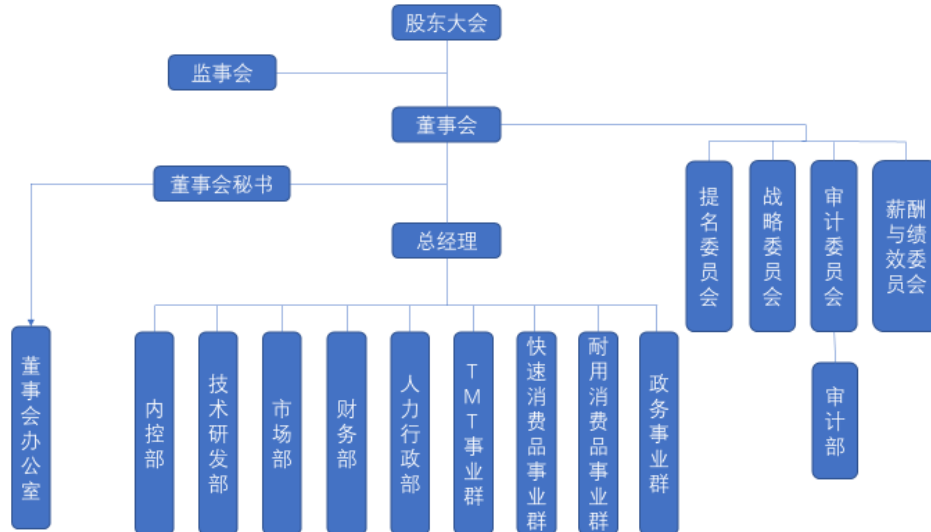 股东大会
监事会
董事会
董事会秘书
总经理
提名委员会
战略委员会
审计委员会
薪酬
与绩
效委
员会
董事会办公室
内控部
技术研发部
市场部
财务部
人力行政部
TMT事业群
快速消费品事业群
耐用消费品事业群
政务事业群
审计部